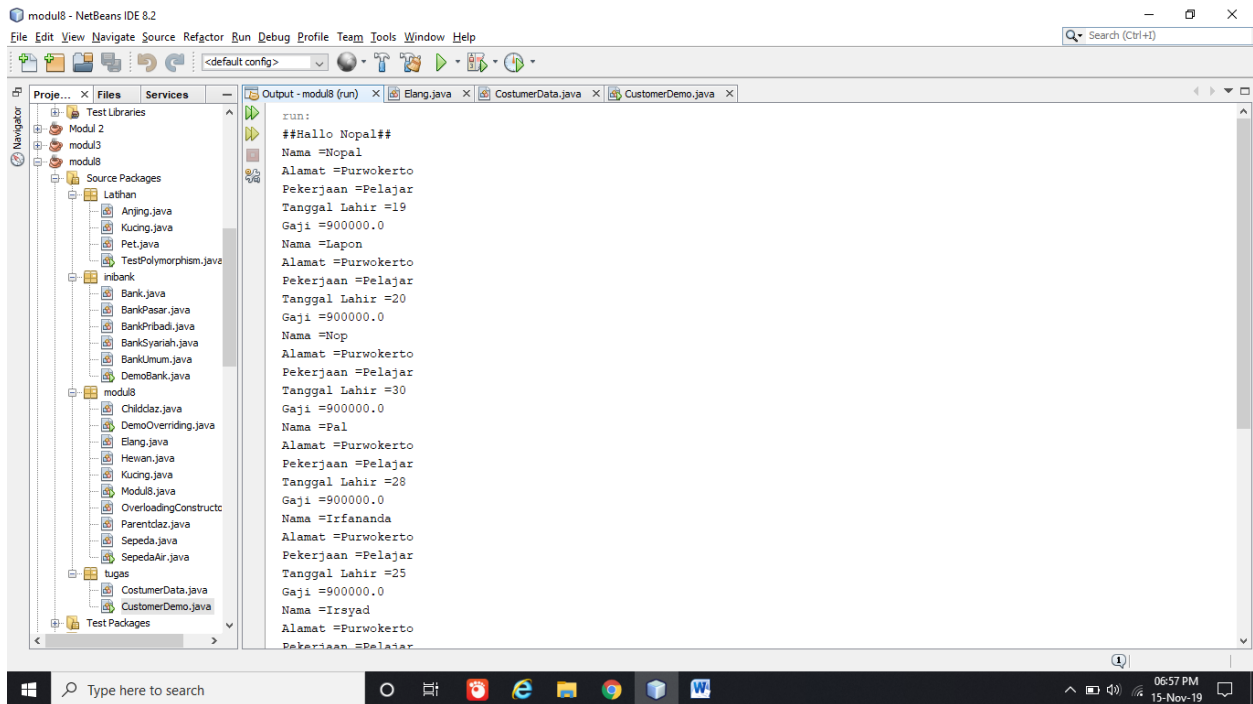 modul8 - NetBeans IDE 8.2
File Edit View Navigate Source Refactor Run Debug Profile Team Tools Window Help
Search (Ctrl+I)
<default config>
Proje... Files Services
Output - modul8 (run) Elang.java CostumerData.java CustomerDemo.java
Navigator
Test Libraries
Modul 2
modul3
modul8
Source Packages
Latihan
Anjing.java
Kucing.java
Pet.java
TestPolymorphism.java
inibank
Bank.java
BankPasar.java
BankPribadi.java
BankSyariah.java
BankUmum.java
DemoBank.java
modul8
Childclaz.java
DemoOverriding.java
Elang.java
Hewan.java
Kucing.java
Modul8.java
OverloadingConstructo
Parentclaz.java
Sepeda.java
SepedaAir.java
tugas
CostumerData.java
CustomerDemo.java
Test Packages
run:
##Hallo Nopal##
Nama =Nopal
Alamat =Purwokerto
Pekerjaan =Pelajar
Tanggal Lahir =19
Gaji =900000.0
Nama =Lapon
Alamat =Purwokerto
Pekerjaan =Pelajar
Tanggal Lahir =20
Gaji =900000.0
Nama =Nop
Alamat =Purwokerto
Pekerjaan =Pelajar
Tanggal Lahir =30
Gaji =900000.0
Nama =Pal
Alamat =Purwokerto
Pekerjaan =Pelajar
Tanggal Lahir =28
Gaji =900000.0
Nama =Irfananda
Alamat =Purwokerto
Pekerjaan =Pelajar
Tanggal Lahir =25
Gaji =900000.0
Nama =Irsyad
Alamat =Purwokerto
Pekerjaan =Pelajar
1
Type here to search
06:57 PM
15-Nov-19